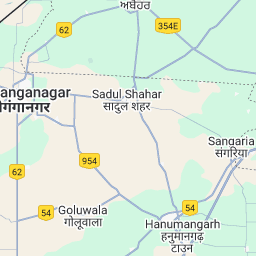 ਅਬੋਹਰ
62
354E
anganagar
गंगानगर
Sadul Shahar
सादुल शहर
Sangaria
संगरिया
62
954
54
Goluwala
गोलूवाला
54
Hanumangarh
हनुमानगढ़
टाउन